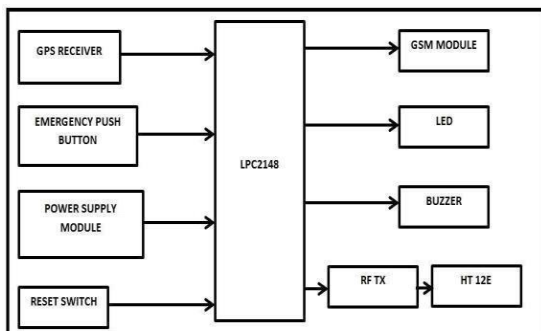 GPS RECEIVER
EMERGENCY PUSH
BUTTON
POWER SUPPLY
MODULE
RESET SWITCH
LPC2148
GSM MODULE
LED
BUZZER
RF TX
HT 12E